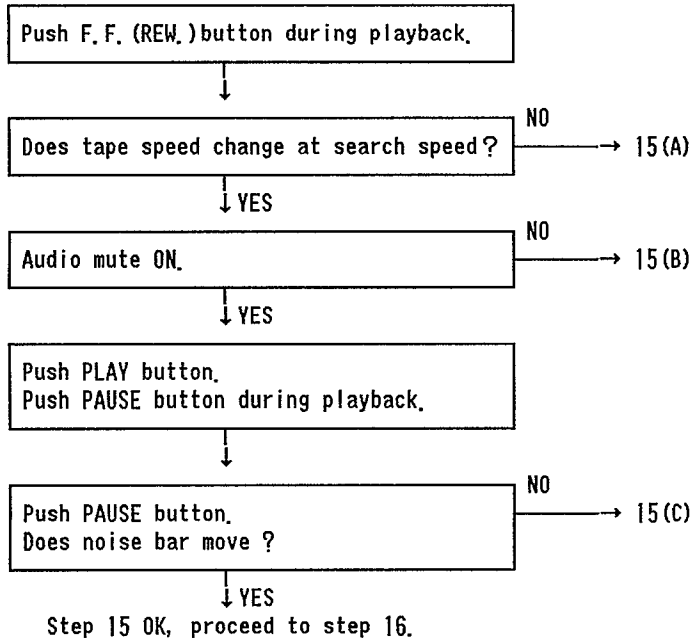 Push F.F.(REW.)button during playback.
NO
Does tape speed change at search speed?
15(A)
YES
NO
Audio mute ON.
15(B)
YES
Push PLAY button.
Push PAUSE button during playback.
NO
Push PAUSE button.
15(C)
Does noise bar move ?
YES
Step 15 OK, proceed to step 16.